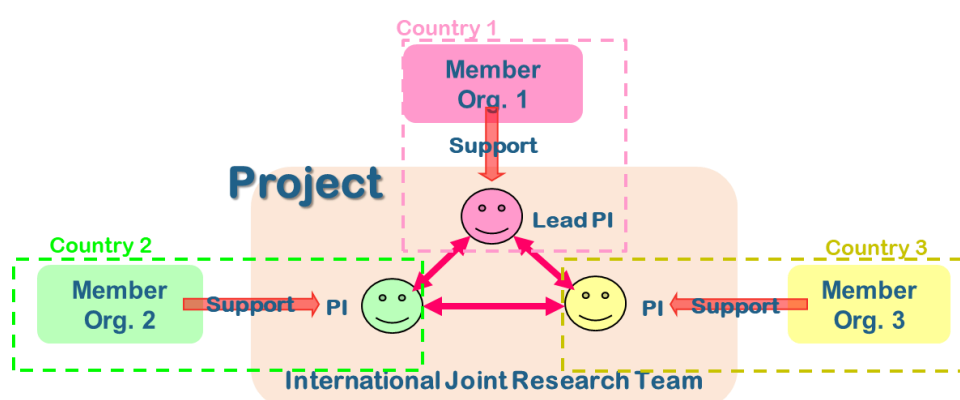 Country 1
Member
Org. 1
Support
Project
Lead PI
Country 2
Country 3
Member
Org. 2
Support
PI
PI
Support
Member
Org. 3
International Joint Research Team